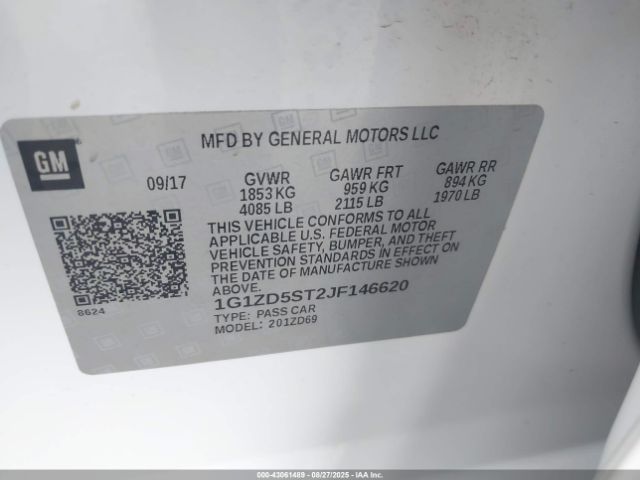 GM
MFD BY GENERAL MOTORS LLC
09/17
GVWR
1853 KG
4085 LB
GAWR FRT
959 KG
2115 LB
GAWR RR
894 KG
1970 LB
THIS VEHICLE CONFORMS TO ALL
APPLICABLE U.S. FEDERAL MOTOR
VEHICLE SAFETY, BUMPER, AND THEFT
PREVENTION STANDARDS IN EFFECT ON
THE DATE OF MANUFACTURE SHOWN
ABOVE.
8624
1G1ZD5ST2JF146620
TYPE: PASS CAR
MODEL: 201ZD69
000-43061489 - 08/27/2025 - IAAI.COM